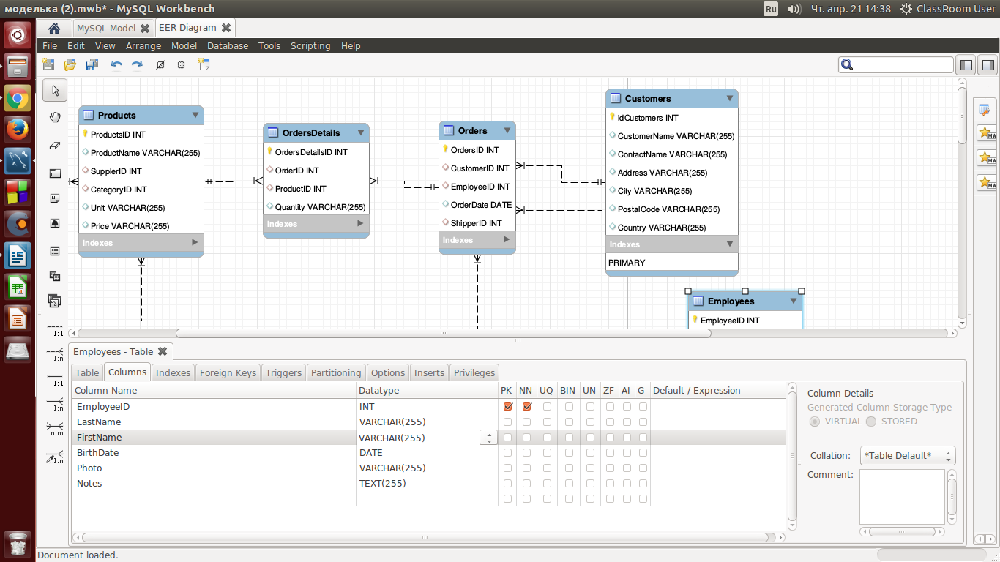 моделька (2).mwb* - MySQL Workbench
Ru
Чт. апр. 21 14:38
ClassRoom User
MySQL Model
EER Diagram
File Edit View Arrange Model Database Tools Scripting Help
Products
ProductsID INT
ProductName VARCHAR(255)
SupplerID INT
CategoryID INT
Unit VARCHAR(255)
Price VARCHAR(255)
Indexes
OrdersDetails
OrdersDetailsID INT
OrderID INT
ProductID INT
Quantity VARCHAR(255)
Indexes
Orders
OrdersID INT
CustomerID INT
EmployeeID INT
OrderDate DATE
ShipperID INT
Indexes
Customers
idCustomers INT
CustomerName VARCHAR(255)
ContactName VARCHAR(255)
Address VARCHAR(255)
City VARCHAR(255)
PostalCode VARCHAR(255)
Country VARCHAR(255)
Indexes
PRIMARY
Employees
EmployeeID INT
1:1
1:n
1:1
1:n
n:m
1:n
Employees - Table
Table Columns Indexes Foreign Keys Triggers Partitioning Options Inserts Privileges
Column Name Datatype PK NN UQ BIN UN ZF AI G Default / Expression
EmployeeID INT
LastName VARCHAR(255)
FirstName VARCHAR(255)
BirthDate DATE
Photo VARCHAR(255)
Notes TEXT(255)
Column Details
Generated Column Storage Type
VIRTUAL STORED
Collation: *Table Default*
Comment:
Document loaded.